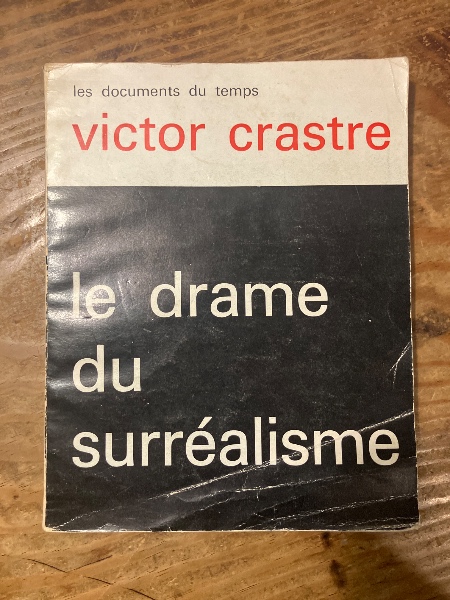 les documents du temps
victor crastre
le drame
du
surréalisme